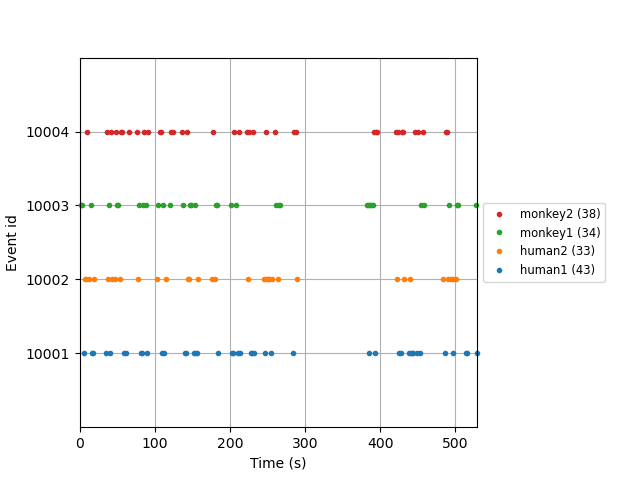 10004
10003
10002
10001
Event id
0 100 200 300 400 500
Time (s)
monkey2 (38)
monkey1 (34)
human2 (33)
human1 (43)